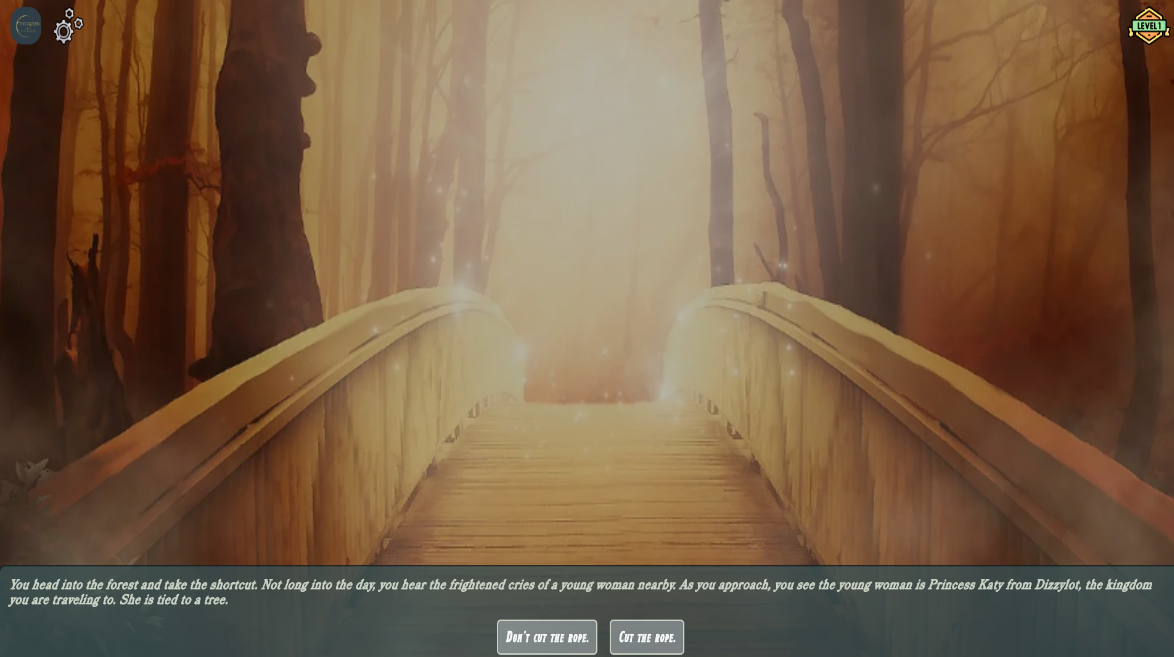 LEVEL 1
You head into the forest and take the shortcut. Not long into the day, you hear the frightened cries of a young woman nearby. As you approach, you see the young woman is Princess Katy from Dizzylot, the kingdom
you are traveling to. She is tied to a tree.
Don't cut the rope. Cut the rope.